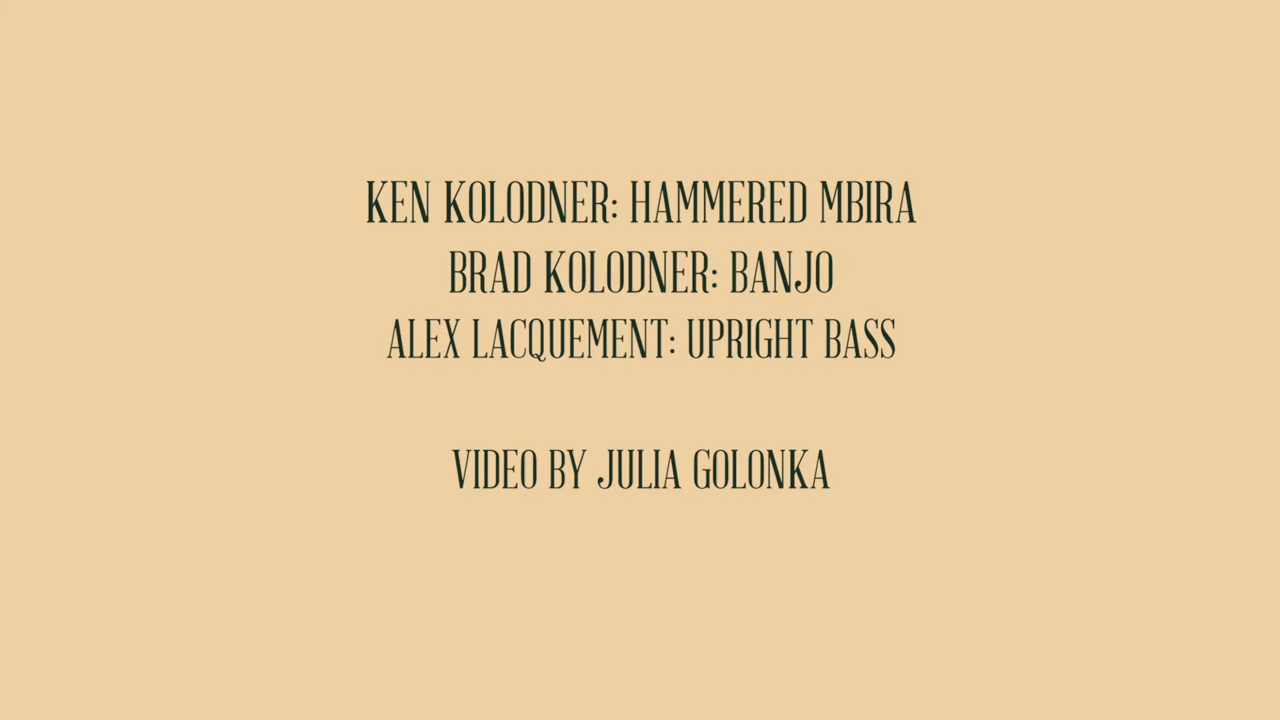 KEN KOLODNER: HAMMERED MBIRA
BRAD KOLODNER: BANJO
ALEX LACQUEMENT: UPRIGHT BASS
VIDEO BY JULIA GOLONKA